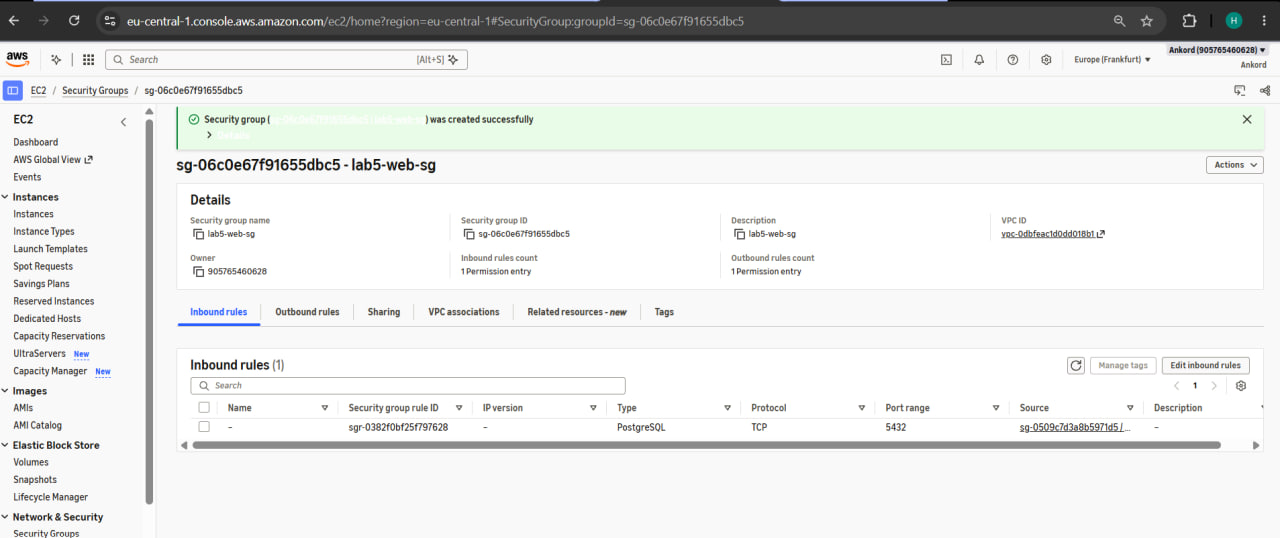 eu-central-1.console.aws.amazon.com/ec2/home?region=eu-central-1#SecurityGroup:groupId=sg-06c0e67f91655dbc5
H
aws
Search
[Alt+S]
Europe (Frankfurt)
Ankord (905765460628)
Ankord
EC2 / Security Groups / sg-06c0e67f91655dbc5
EC2
Dashboard
AWS Global View
Events
Instances
Instances
Instance Types
Launch Templates
Spot Requests
Savings Plans
Reserved Instances
Dedicated Hosts
Capacity Reservations
UltraServers New
Capacity Manager New
Images
AMIs
AMI Catalog
Elastic Block Store
Volumes
Snapshots
Lifecycle Manager
Network & Security
Security Groups
Security group (sg-06c0e67f91655dbc5 | lab5-web-sg) was created successfully
Details
sg-06c0e67f91655dbc5 - lab5-web-sg
Actions
Details
Security group name
lab5-web-sg
Security group ID
sg-06c0e67f91655dbc5
Description
lab5-web-sg
VPC ID
vpc-0dbfeac1d0dd018b1
Owner
905765460628
Inbound rules count
1 Permission entry
Outbound rules count
1 Permission entry
Inbound rules
Outbound rules
Sharing
VPC associations
Related resources - new
Tags
Inbound rules (1)
Manage tags
Edit inbound rules
Search
1
Name Security group rule ID IP version Type Protocol Port range Source Description
– sgr-0382f0bf25f797628 – PostgreSQL TCP 5432 sg-0509c7d3a8b5971d5 /... –